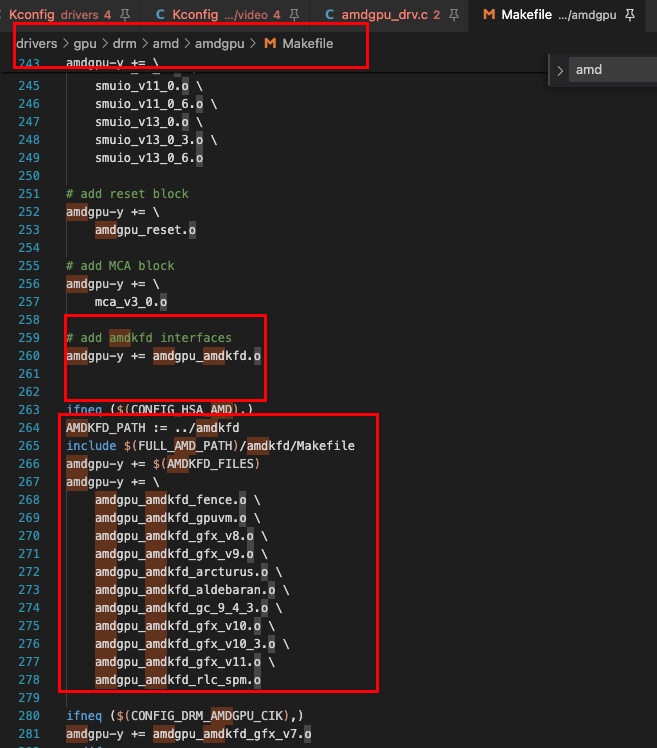 Kconfig drivers 4
Kconfig .../video 4
amdgpu_drv.c 2
Makefile .../amdgpu
drivers > gpu > drm > amd > amdgpu > Makefile
amd
243 amdgpu-y += \
245 smuio_v11_0.o \
246 smuio_v11_0_6.o \
247 smuio_v13_0.o \
248 smuio_v13_0_3.o \
249 smuio_v13_0_6.o
250
251 # add reset block
252 amdgpu-y += \
253 amdgpu_reset.o
254
255 # add MCA block
256 amdgpu-y += \
257 mca_v3_0.o
258
259 # add amdkfd interfaces
260 amdgpu-y += amdgpu_amdkfd.o
261
262
263 ifneq ($(CONFIG_HSA_AMD),)
264 AMDKFD_PATH := ../amdkfd
265 include $(FULL_AMD_PATH)/amdkfd/Makefile
266 amdgpu-y += $(AMDKFD_FILES)
267 amdgpu-y += \
268 amdgpu_amdkfd_fence.o \
269 amdgpu_amdkfd_gpuvm.o \
270 amdgpu_amdkfd_gfx_v8.o \
271 amdgpu_amdkfd_gfx_v9.o \
272 amdgpu_amdkfd_arcturus.o \
273 amdgpu_amdkfd_aldebaran.o \
274 amdgpu_amdkfd_gc_9_4_3.o \
275 amdgpu_amdkfd_gfx_v10.o \
276 amdgpu_amdkfd_gfx_v10_3.o \
277 amdgpu_amdkfd_gfx_v11.o \
278 amdgpu_amdkfd_rlc_spm.o
279
280 ifneq ($(CONFIG_DRM_AMDGPU_CIK),)
281 amdgpu-y += amdgpu_amdkfd_gfx_v7.o